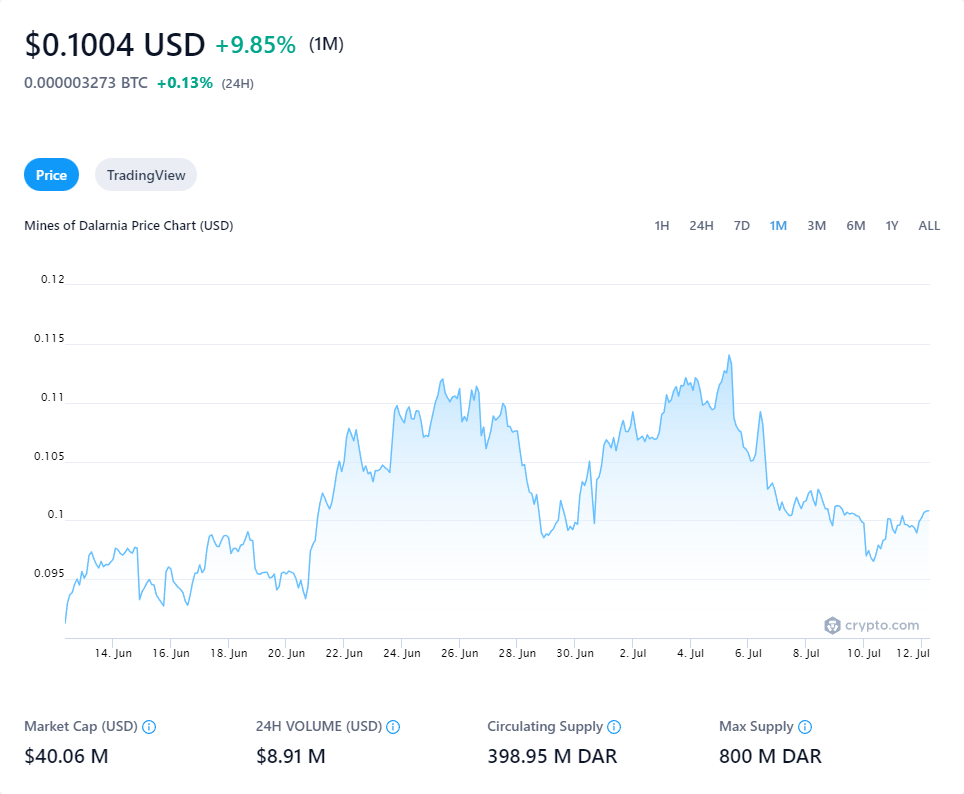 $0.1004 USD +9.85% (1M)
0.000003273 BTC +0.13% (24H)
Price TradingView
Mines of Dalarnia Price Chart (USD) 1H 24H 7D 1M 3M 6M 1Y ALL
0.12
0.115
0.11
0.105
0.1
0.095
crypto.com
14. Jun 16. Jun 18. Jun 20. Jun 22. Jun 24. Jun 26. Jun 28. Jun 30. Jun 2. Jul 4. Jul 6. Jul 8. Jul 10. Jul 12. Jul
Market Cap (USD) 24H VOLUME (USD) Circulating Supply Max Supply
$40.06 M $8.91 M 398.95 M DAR 800 M DAR